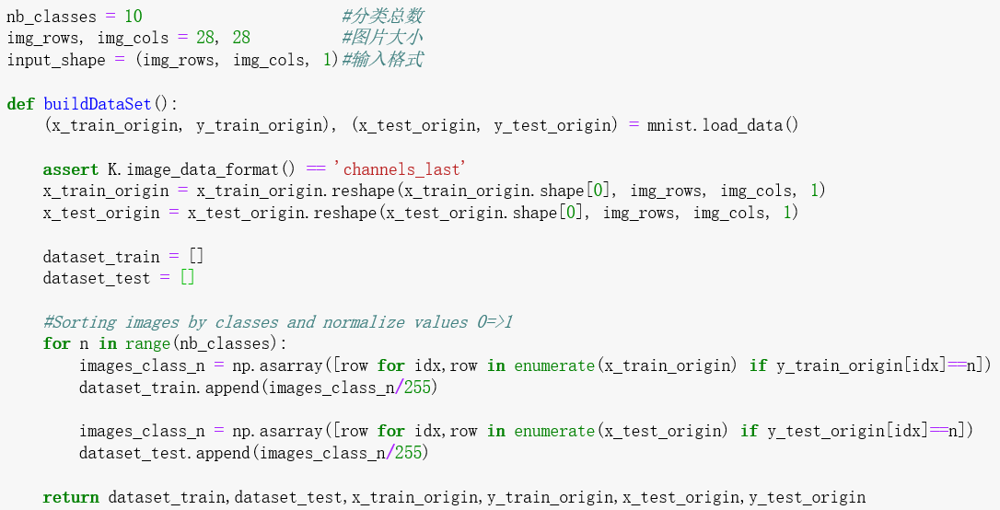 nb_classes = 10 #分类总数
img_rows, img_cols = 28, 28 #图片大小
input_shape = (img_rows, img_cols, 1)#输入格式
def buildDataSet():
(x_train_origin, y_train_origin), (x_test_origin, y_test_origin) = mnist.load_data()
assert K.image_data_format() == 'channels_last'
x_train_origin = x_train_origin.reshape(x_train_origin.shape[0], img_rows, img_cols, 1)
x_test_origin = x_test_origin.reshape(x_test_origin.shape[0], img_rows, img_cols, 1)
dataset_train = []
dataset_test = []
#Sorting images by classes and normalize values 0=>1
for n in range(nb_classes):
images_class_n = np.asarray([row for idx,row in enumerate(x_train_origin) if y_train_origin[idx]==n])
dataset_train.append(images_class_n/255)
images_class_n = np.asarray([row for idx,row in enumerate(x_test_origin) if y_test_origin[idx]==n])
dataset_test.append(images_class_n/255)
return dataset_train,dataset_test,x_train_origin,y_train_origin,x_test_origin,y_test_origin